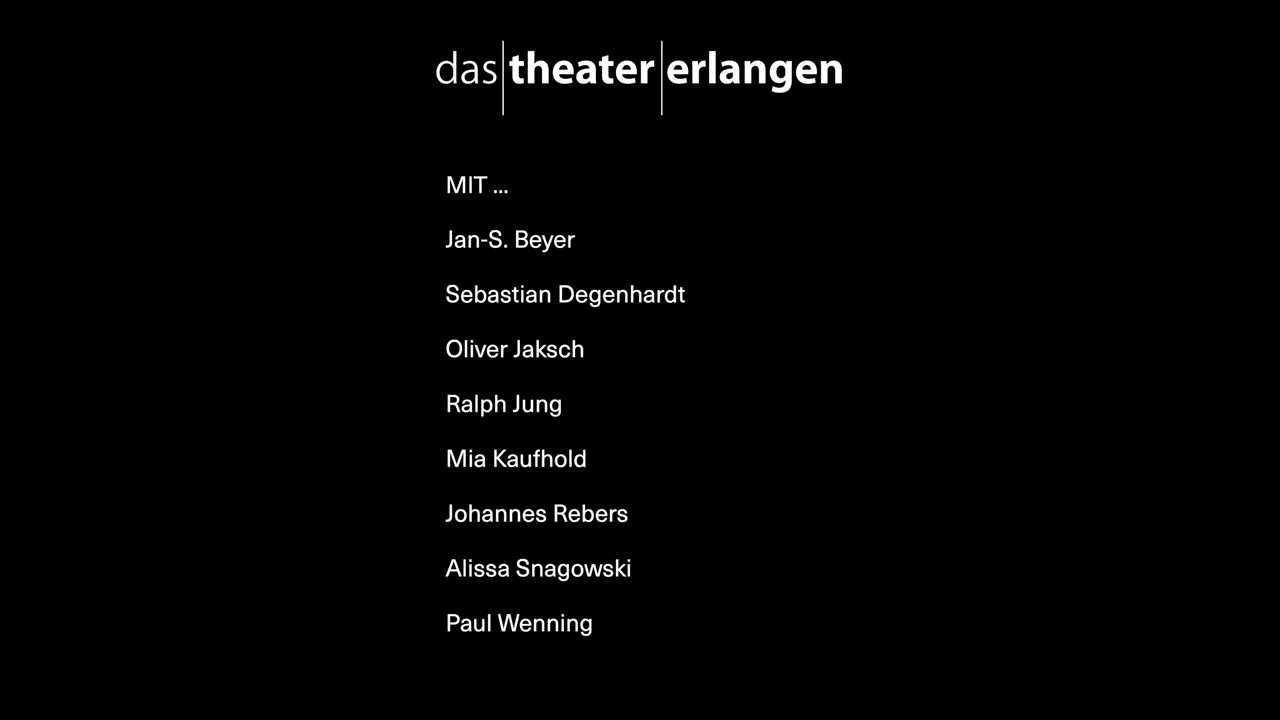 das|theater|erlangen
MIT ...
Jan-S. Beyer
Sebastian Degenhardt
Oliver Jaksch
Ralph Jung
Mia Kaufhold
Johannes Rebers
Alissa Snagowski
Paul Wenning